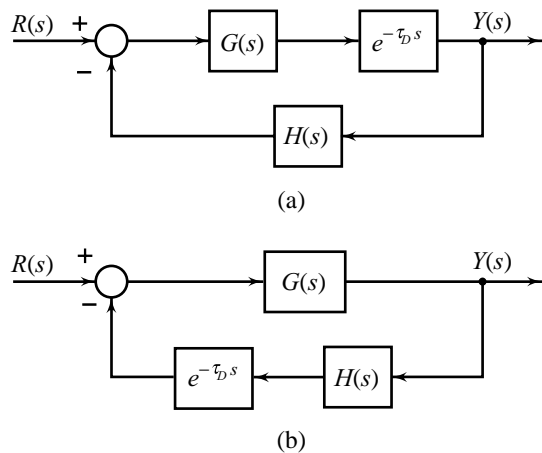 R(s) + G(s) e^{-τ_D s} Y(s)
−
H(s)
(a)
R(s) + G(s) Y(s)
−
e^{-τ_D s} H(s)
(b)